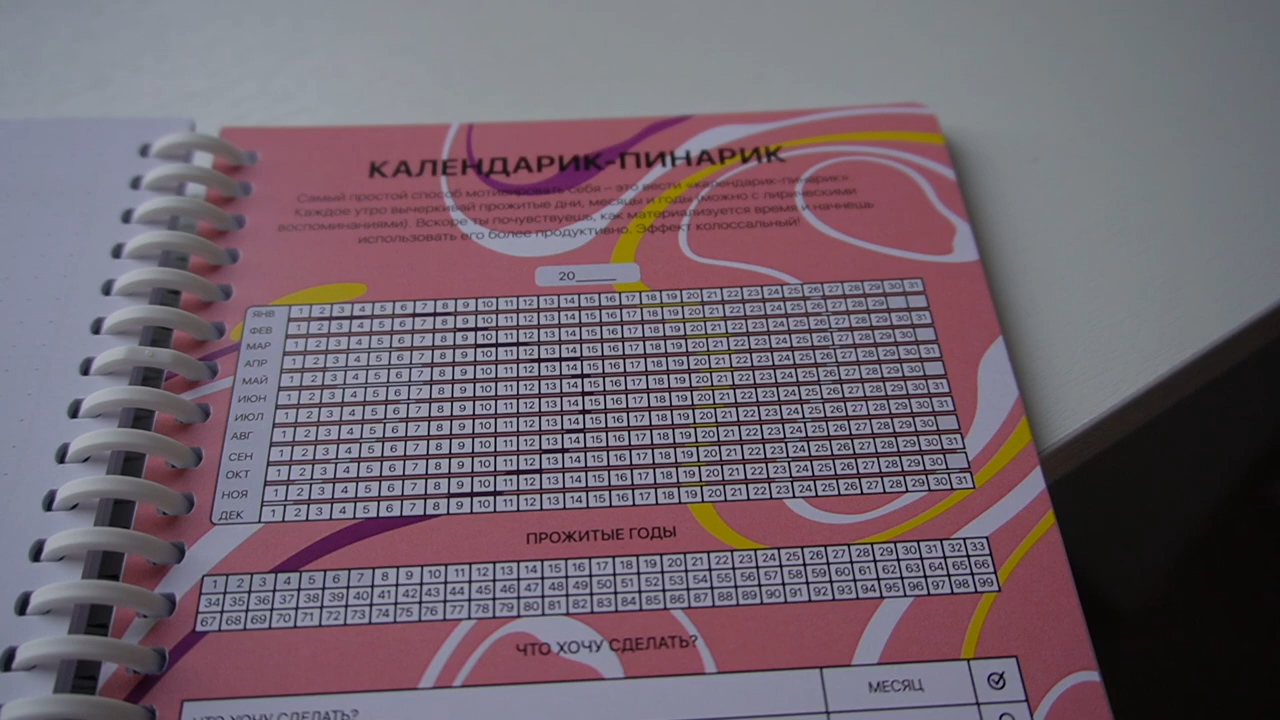 КАЛЕНДАРИК-ПИНАРИК
Самый простой способ мотивировать себя – это вести «календарик-пинарик».
Каждое утро вычеркивай прожитые дни, месяцы и годы (можно с лирическими
воспоминаниями). Вскоре ты почувствуешь, как материализуется время и начнешь
использовать его более продуктивно. Эффект колоссальный!
20____
ЯНВ 1 2 3 4 5 6 7 8 9 10 11 12 13 14 15 16 17 18 19 20 21 22 23 24 25 26 27 28 29 30 31
ФЕВ 1 2 3 4 5 6 7 8 9 10 11 12 13 14 15 16 17 18 19 20 21 22 23 24 25 26 27 28 29
МАР 1 2 3 4 5 6 7 8 9 10 11 12 13 14 15 16 17 18 19 20 21 22 23 24 25 26 27 28 29 30 31
АПР 1 2 3 4 5 6 7 8 9 10 11 12 13 14 15 16 17 18 19 20 21 22 23 24 25 26 27 28 29 30
МАЙ 1 2 3 4 5 6 7 8 9 10 11 12 13 14 15 16 17 18 19 20 21 22 23 24 25 26 27 28 29 30 31
ИЮН 1 2 3 4 5 6 7 8 9 10 11 12 13 14 15 16 17 18 19 20 21 22 23 24 25 26 27 28 29 30
ИЮЛ 1 2 3 4 5 6 7 8 9 10 11 12 13 14 15 16 17 18 19 20 21 22 23 24 25 26 27 28 29 30 31
АВГ 1 2 3 4 5 6 7 8 9 10 11 12 13 14 15 16 17 18 19 20 21 22 23 24 25 26 27 28 29 30 31
СЕН 1 2 3 4 5 6 7 8 9 10 11 12 13 14 15 16 17 18 19 20 21 22 23 24 25 26 27 28 29 30
ОКТ 1 2 3 4 5 6 7 8 9 10 11 12 13 14 15 16 17 18 19 20 21 22 23 24 25 26 27 28 29 30 31
НОЯ 1 2 3 4 5 6 7 8 9 10 11 12 13 14 15 16 17 18 19 20 21 22 23 24 25 26 27 28 29 30
ДЕК 1 2 3 4 5 6 7 8 9 10 11 12 13 14 15 16 17 18 19 20 21 22 23 24 25 26 27 28 29 30 31
ПРОЖИТЫЕ ГОДЫ
1 2 3 4 5 6 7 8 9 10 11 12 13 14 15 16 17 18 19 20 21 22 23 24 25 26 27 28 29 30 31 32 33
34 35 36 37 38 39 40 41 42 43 44 45 46 47 48 49 50 51 52 53 54 55 56 57 58 59 60 61 62 63 64 65 66
67 68 69 70 71 72 73 74 75 76 77 78 79 80 81 82 83 84 85 86 87 88 89 90 91 92 93 94 95 96 97 98 99
ЧТО ХОЧУ СДЕЛАТЬ?
ЧТО ХОЧУ СДЕЛАТЬ? МЕСЯЦ